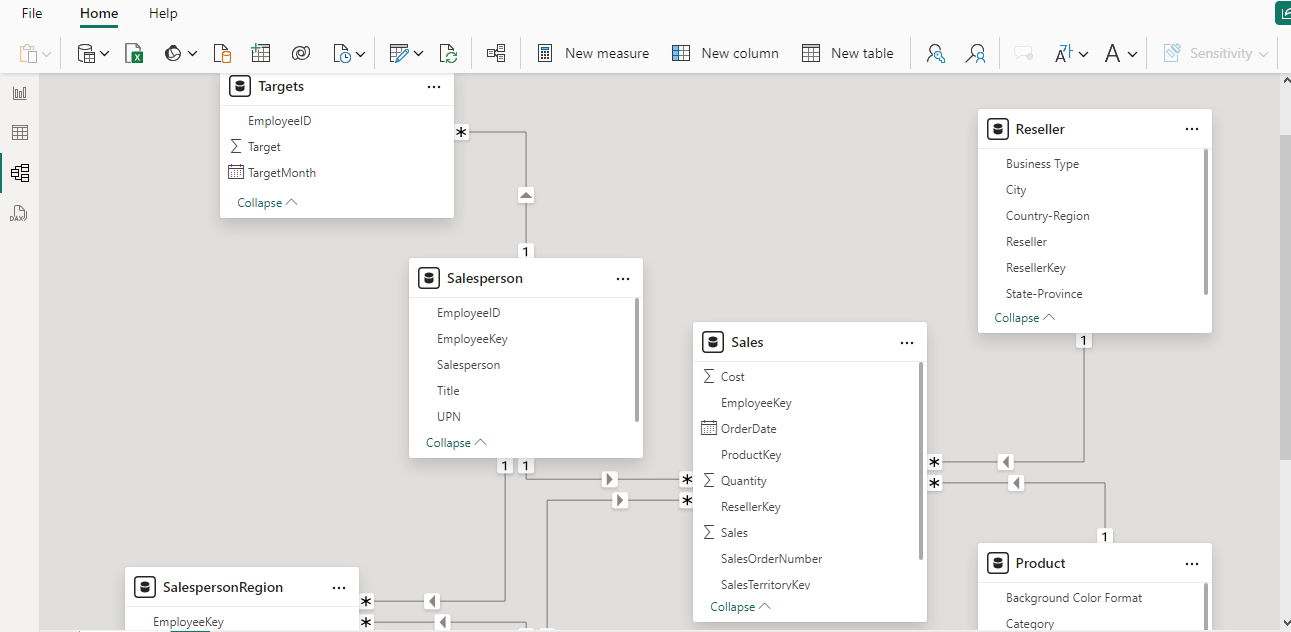 File Home Help
New measure New column New table Sensitivity
Targets ...
EmployeeID
Σ Target
TargetMonth
Collapse
*
1
Salesperson ...
EmployeeID
EmployeeKey
Salesperson
Title
UPN
Collapse
1 1
*
*
Sales ...
Σ Cost
EmployeeKey
OrderDate
ProductKey
Σ Quantity
ResellerKey
Σ Sales
SalesOrderNumber
SalesTerritoryKey
Collapse
Reseller ...
Business Type
City
Country-Region
Reseller
ResellerKey
State-Province
Collapse
1
*
*
1
Product ...
Background Color Format
Category
SalespersonRegion ...
EmployeeKey
*
*
DAX